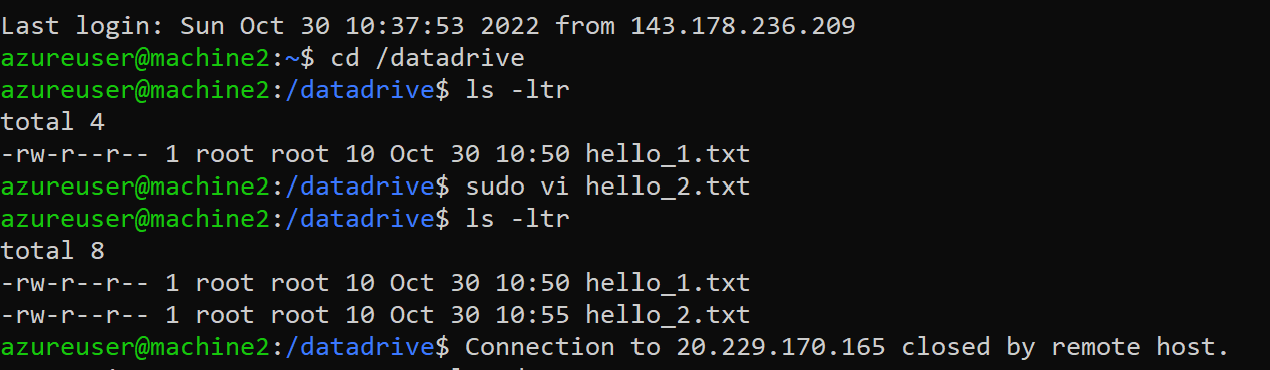 Last login: Sun Oct 30 10:37:53 2022 from 143.178.236.209
azureuser@machine2:~$ cd /datadrive
azureuser@machine2:/datadrive$ ls -ltr
total 4
-rw-r--r-- 1 root root 10 Oct 30 10:50 hello_1.txt
azureuser@machine2:/datadrive$ sudo vi hello_2.txt
azureuser@machine2:/datadrive$ ls -ltr
total 8
-rw-r--r-- 1 root root 10 Oct 30 10:50 hello_1.txt
-rw-r--r-- 1 root root 10 Oct 30 10:55 hello_2.txt
azureuser@machine2:/datadrive$ Connection to 20.229.170.165 closed by remote host.